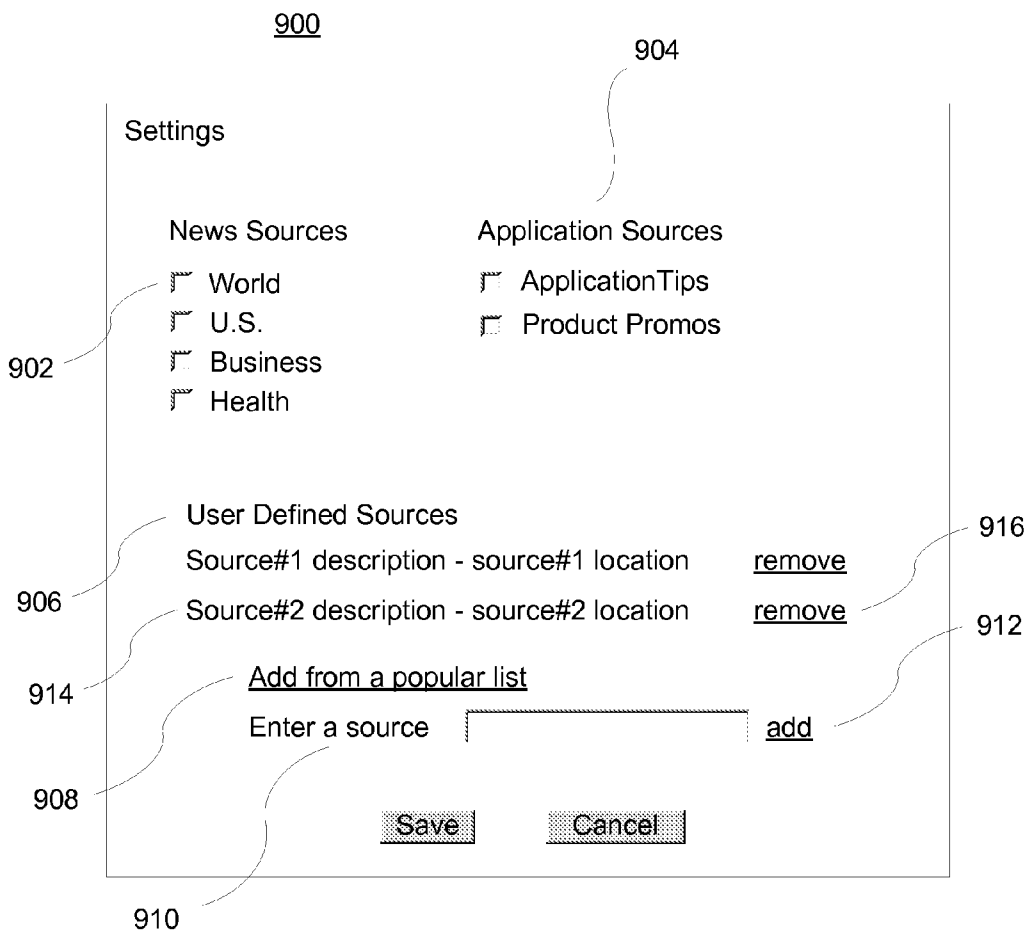 900
904
Settings
News Sources Application Sources
World ApplicationTips
U.S. Product Promos
902
Business
Health
User Defined Sources
916
Source#1 description - source#1 location remove
906
Source#2 description - source#2 location remove
912
914
Add from a popular list
Enter a source add
908
Save Cancel
910